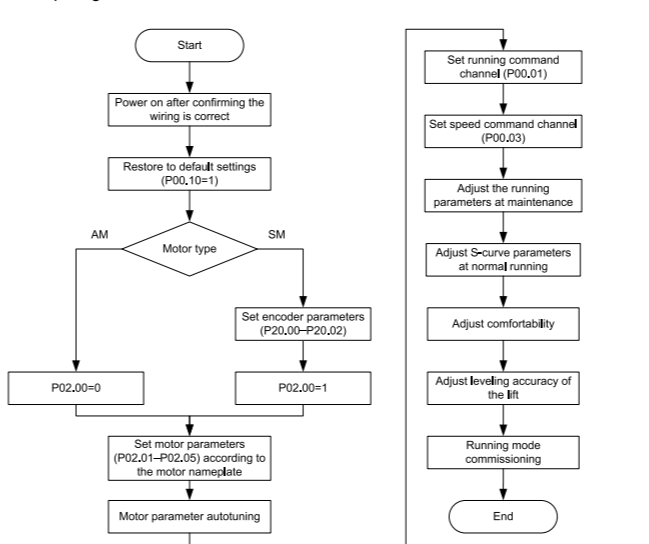 Start
Power on after confirming the
wiring is correct
Restore to default settings
(P00.10=1)
AM
Motor type
SM
Set encoder parameters
(P20.00–P20.02)
P02.00=0
P02.00=1
Set motor parameters
(P02.01–P02.05) according to
the motor nameplate
Motor parameter autotuning
Set running command
channel (P00.01)
Set speed command channel
(P00.03)
Adjust the running
parameters at maintenance
Adjust S-curve parameters
at normal running
Adjust comfortability
Adjust leveling accuracy of
the lift
Running mode
commissioning
End